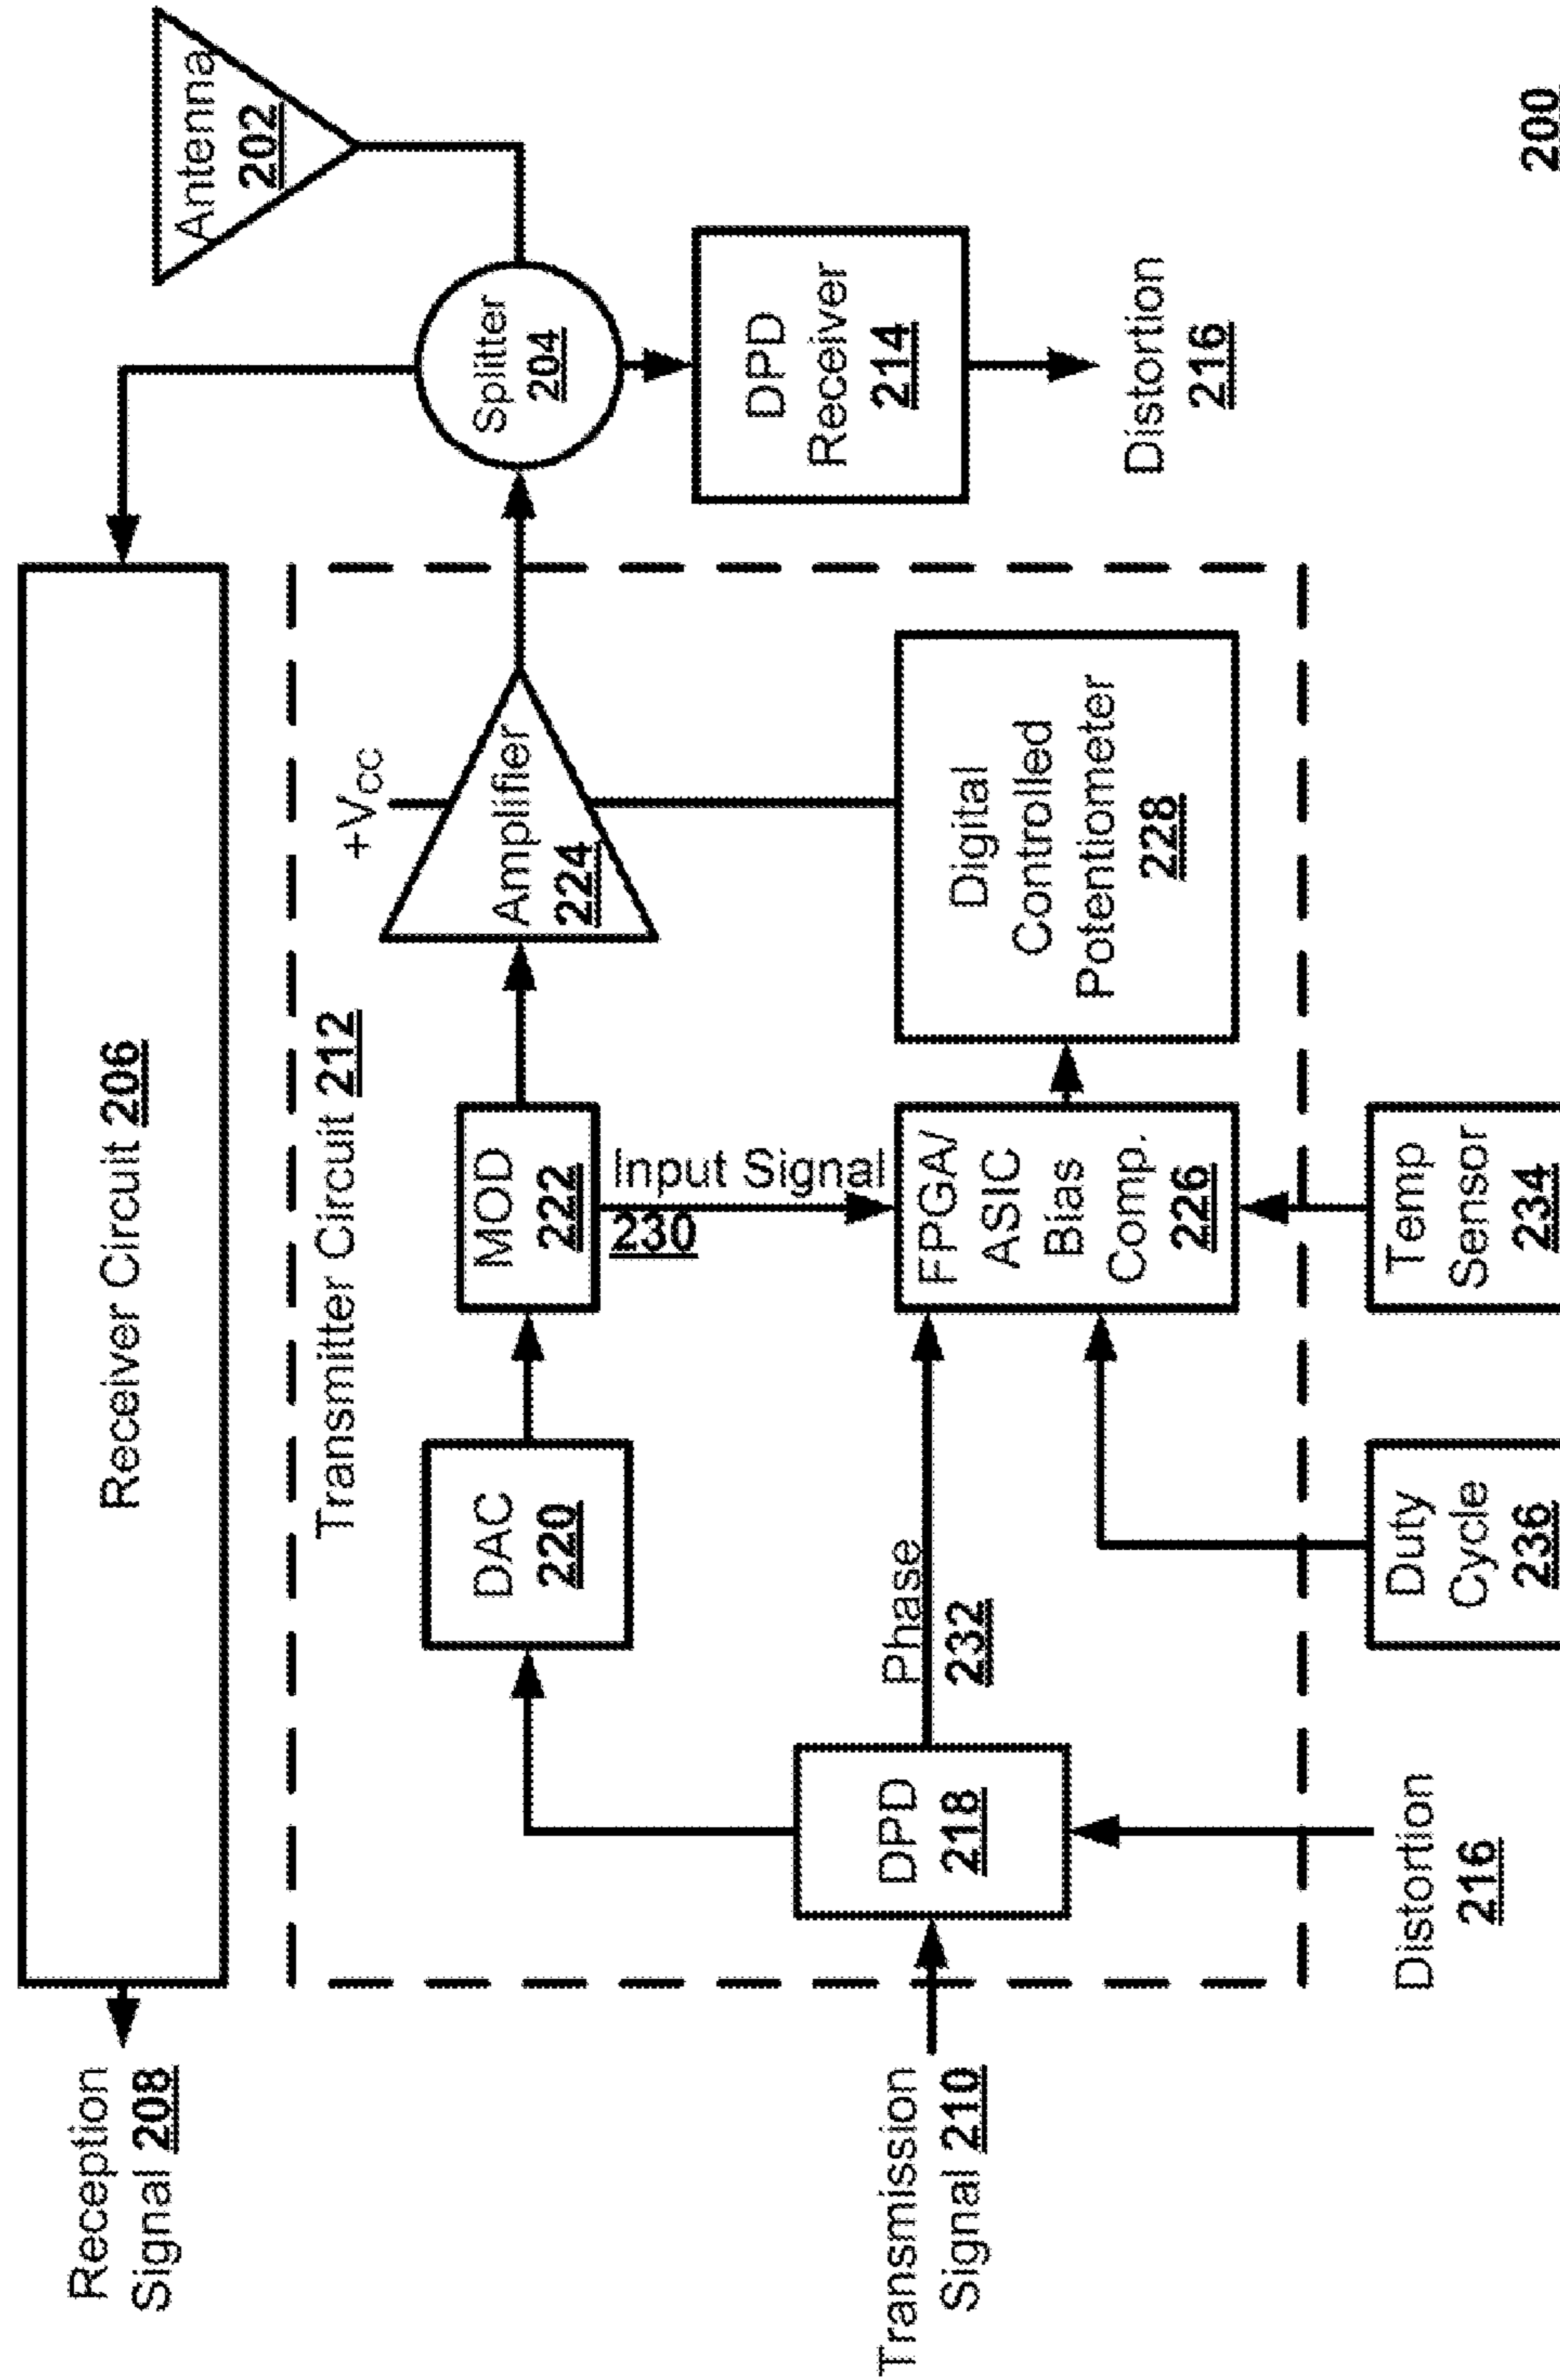 Reception
Signal 208
Receiver Circuit 206
Antenna
202
Transmitter Circuit 212
+Vcc
Splitter
204
DAC
220
MOD
222
Amplifier
224
Input Signal
230
DPD
Receiver
214
Transmission
Signal 210
DPD
218
Phase
232
FPGA/
ASIC
Bias
Comp.
226
Digital
Controlled
Potentiometer
228
Distortion
216
Distortion
216
Duty
Cycle
236
Temp
Sensor
234
200